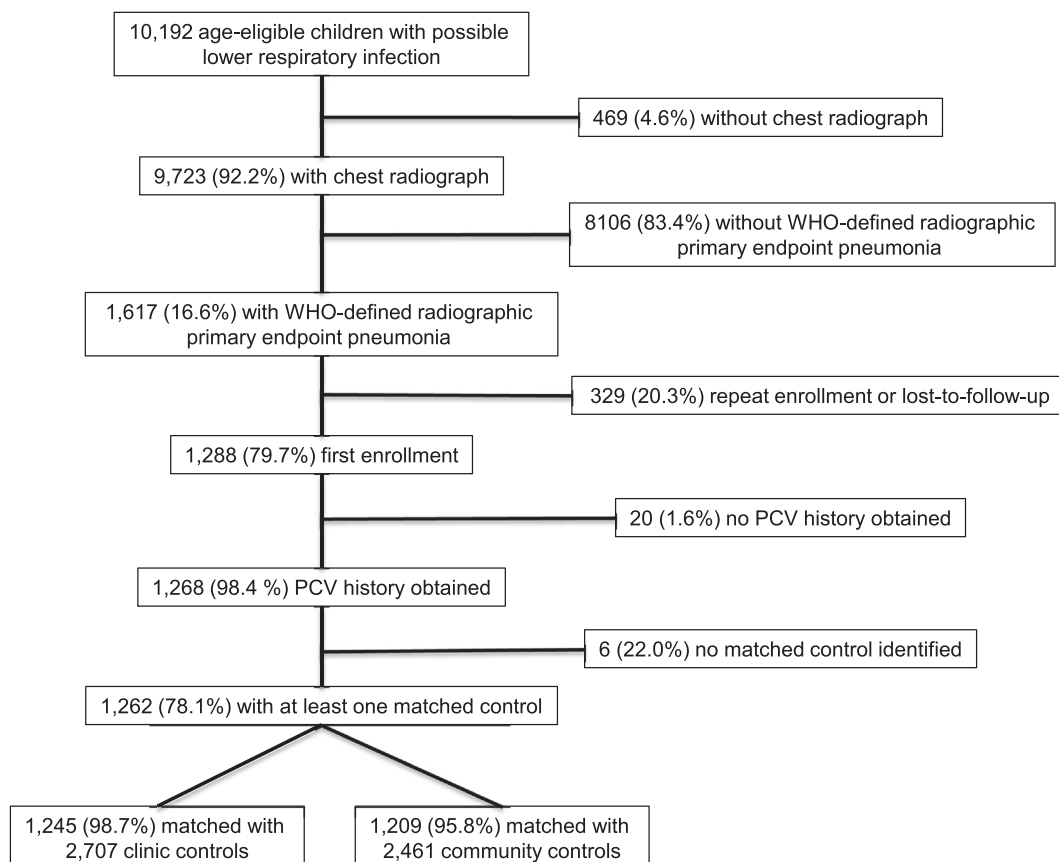 10,192 age-eligible children with possible
lower respiratory infection
469 (4.6%) without chest radiograph
9,723 (92.2%) with chest radiograph
8106 (83.4%) without WHO-defined radiographic
primary endpoint pneumonia
1,617 (16.6%) with WHO-defined radiographic
primary endpoint pneumonia
329 (20.3%) repeat enrollment or lost-to-follow-up
1,288 (79.7%) first enrollment
20 (1.6%) no PCV history obtained
1,268 (98.4 %) PCV history obtained
6 (22.0%) no matched control identified
1,262 (78.1%) with at least one matched control
1,245 (98.7%) matched with
2,707 clinic controls
1,209 (95.8%) matched with
2,461 community controls